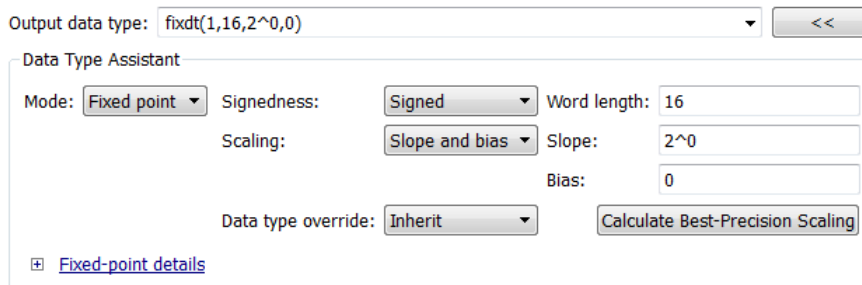 Output data type: fixdt(1,16,2^0,0) <<
Data Type Assistant
Mode: Fixed point Signedness: Signed Word length: 16
Scaling: Slope and bias Slope: 2^0
Bias: 0
Data type override: Inherit Calculate Best-Precision Scaling
Fixed-point details